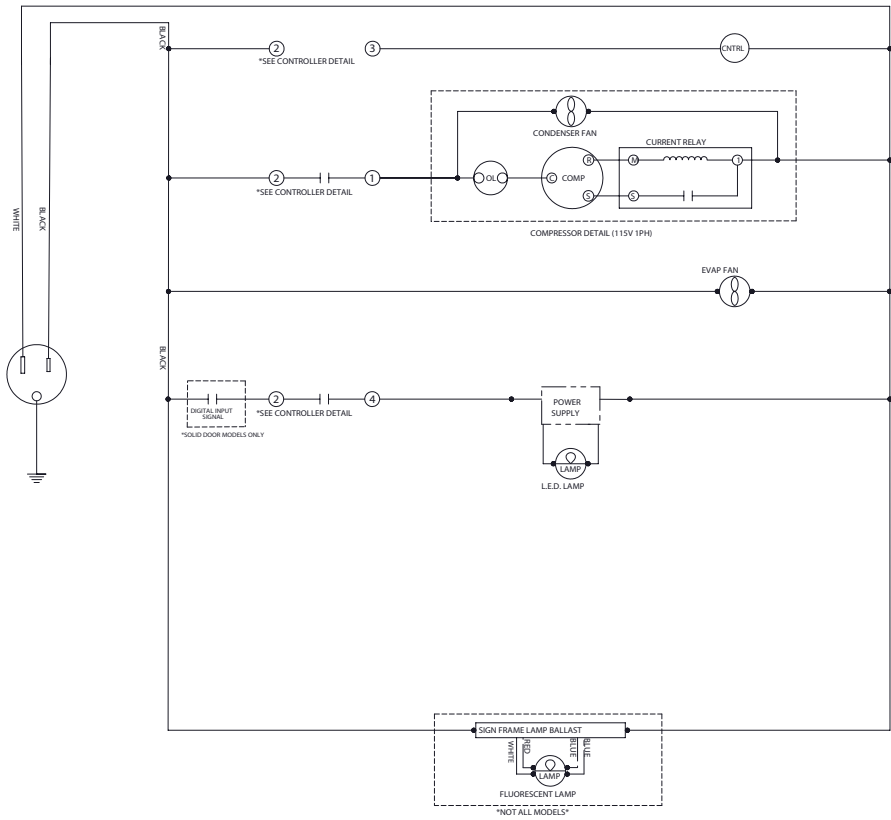 BLACK
2
3
CNTRL
*SEE CONTROLLER DETAIL
CONDENSER FAN
CURRENT RELAY
R
M
1
2
1
OL
C
COMP
S
S
*SEE CONTROLLER DETAIL
COMPRESSOR DETAIL (115V 1PH)
WHITE
BLACK
EVAP FAN
BLACK
2
4
DIGITAL INPUT
SIGNAL
*SEE CONTROLLER DETAIL
*SOLID DOOR MODELS ONLY
POWER
SUPPLY
LAMP
L.E.D. LAMP
SIGN FRAME LAMP BALLAST
WHITE
RED
BLUE
BLUE
LAMP
FLUORESCENT LAMP
*NOT ALL MODELS*